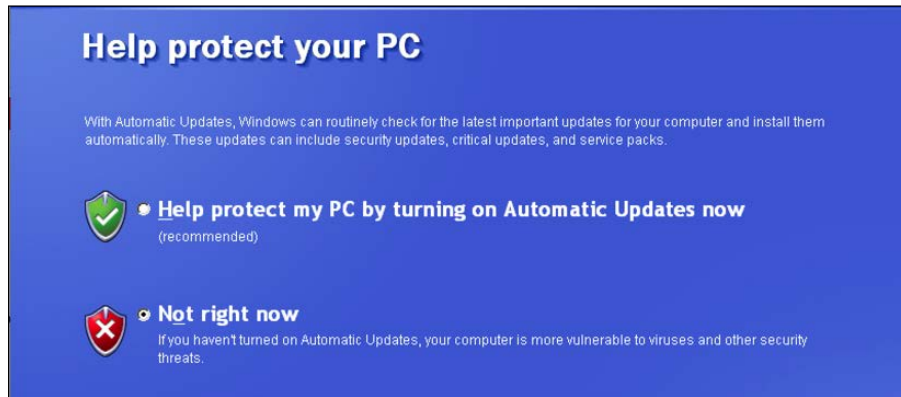 Help protect your PC
With Automatic Updates, Windows can routinely check for the latest important updates for your computer and install them
automatically. These updates can include security updates, critical updates, and service packs.
Help protect my PC by turning on Automatic Updates now
(recommended)
Not right now
If you haven't turned on Automatic Updates, your computer is more vulnerable to viruses and other security
threats.